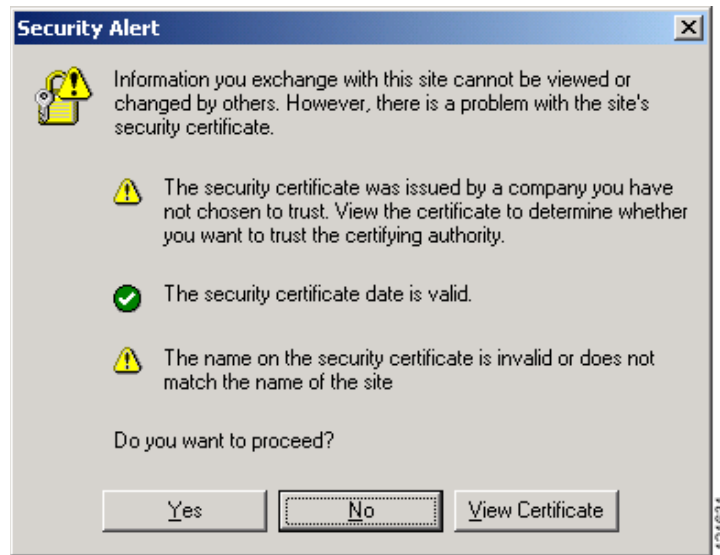 Security Alert
Information you exchange with this site cannot be viewed or
changed by others. However, there is a problem with the site's
security certificate.
The security certificate was issued by a company you have
not chosen to trust. View the certificate to determine whether
you want to trust the certifying authority.
The security certificate date is valid.
The name on the security certificate is invalid or does not
match the name of the site
Do you want to proceed?
Yes No View Certificate